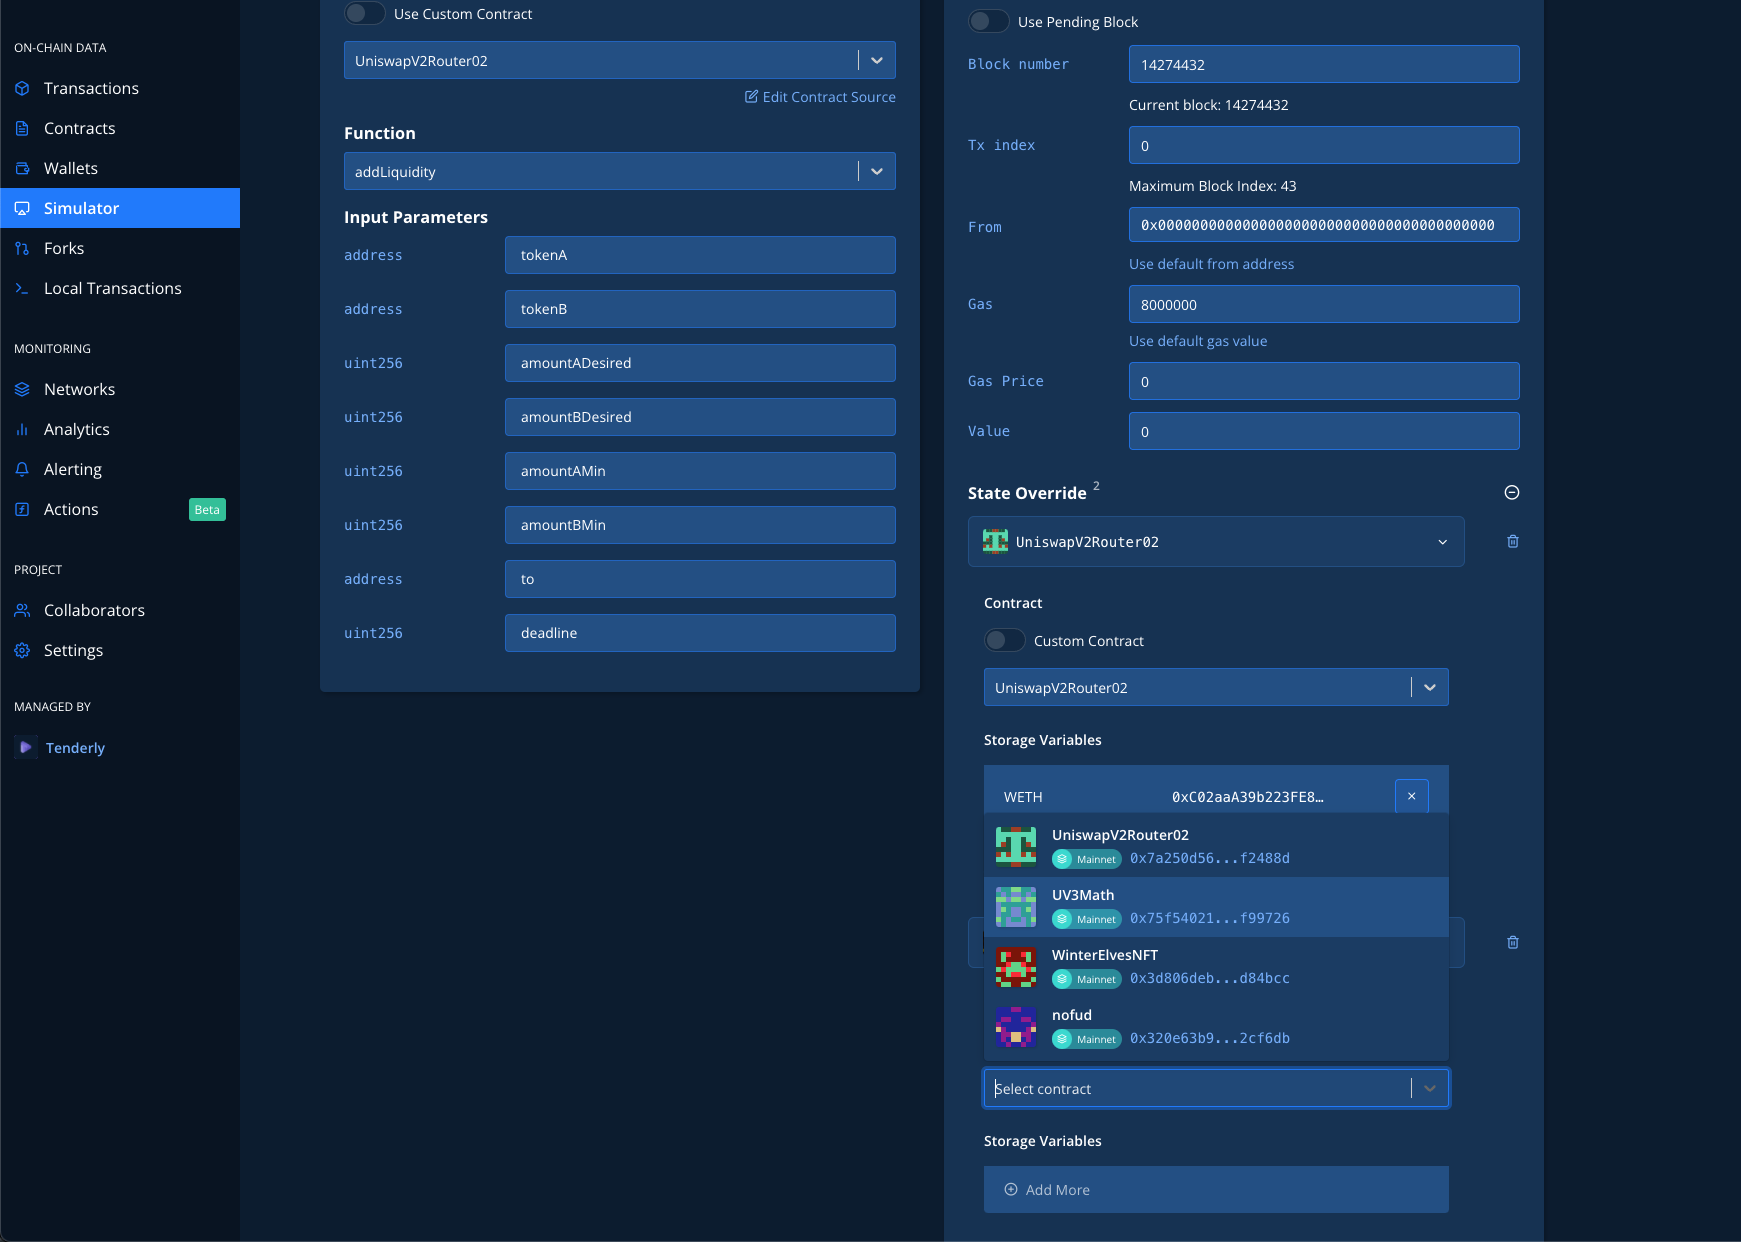 ON-CHAIN DATA
Transactions
Contracts
Wallets
Simulator
Forks
Local Transactions
MONITORING
Networks
Analytics
Alerting
Actions
Beta
PROJECT
Collaborators
Settings
MANAGED BY
Tenderly
Use Custom Contract
UniswapV2Router02
Edit Contract Source
Function
addLiquidity
Input Parameters
address tokenA
address tokenB
uint256 amountADesired
uint256 amountBDesired
uint256 amountAMin
uint256 amountBMin
address to
uint256 deadline
Use Pending Block
Block number 14274432
Current block: 14274432
Tx index 0
Maximum Block Index: 43
From 0x0000000000000000000000000000000000000000
Use default from address
Gas 8000000
Use default gas value
Gas Price 0
Value 0
State Override 2
UniswapV2Router02
Contract
Custom Contract
UniswapV2Router02
Storage Variables
WETH 0xC02aaA39b223FE8…
UniswapV2Router02
Mainnet 0x7a250d56...f2488d
UV3Math
Mainnet 0x75f54021...f99726
WinterElvesNFT
Mainnet 0x3d806deb...d84bcc
nofud
Mainnet 0x320e63b9...2cf6db
Select contract
Storage Variables
Add More